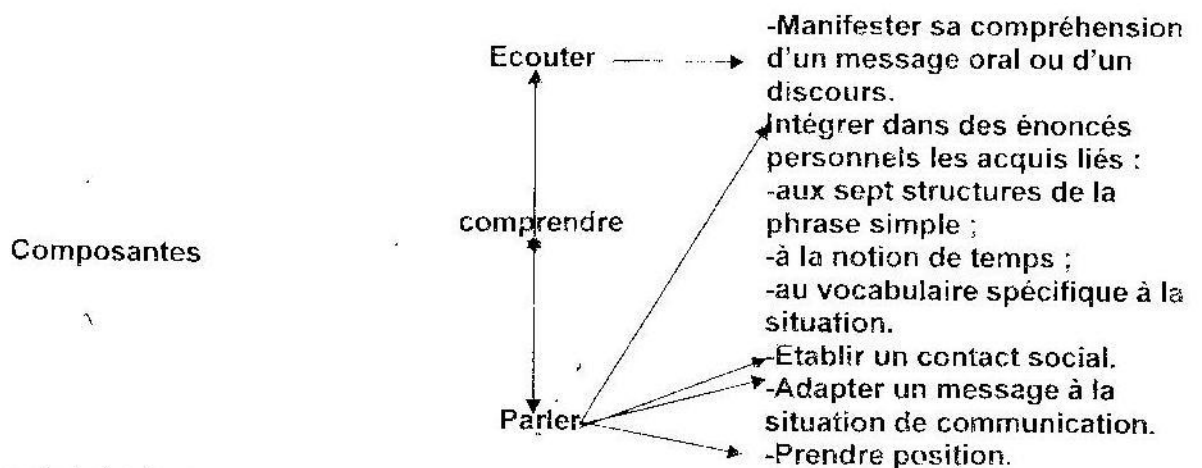 -Manifester sa compréhension
Ecouter
d'un message oral ou d'un
discours.
Intégrer dans des énoncés
personnels les acquis liés :
-aux sept structures de la
comprendre
phrase simple ;
Composantes
-à la notion de temps ;
-au vocabulaire spécifique à la
situation.
-Etablir un contact social.
-Adapter un message à la
Parler
situation de communication.
-Prendre position.